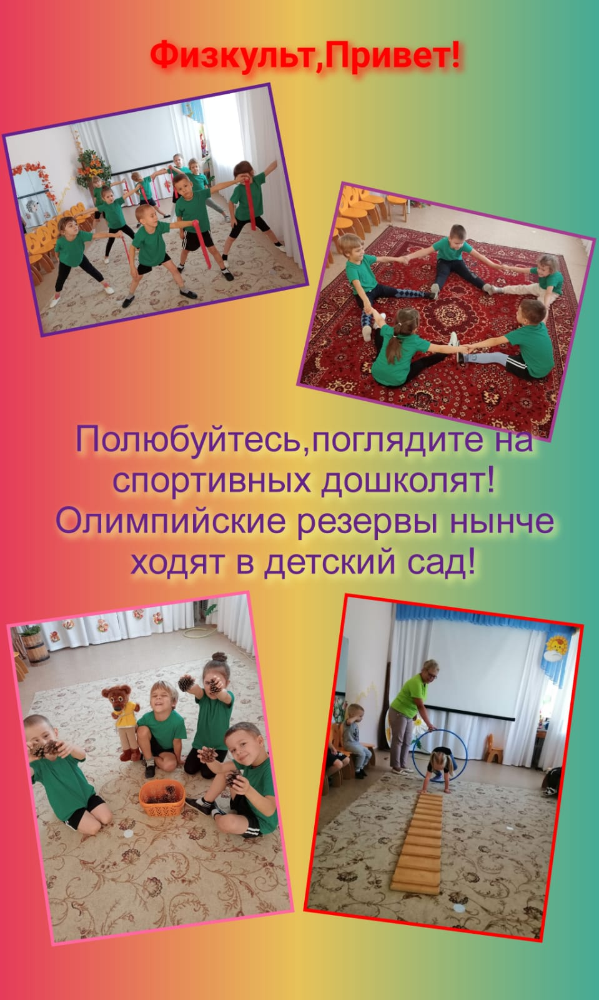 Физкульт,Привет!
Полюбуйтесь,поглядите на
спортивных дошколят!
Олимпийские резервы нынче
ходят в детский сад!